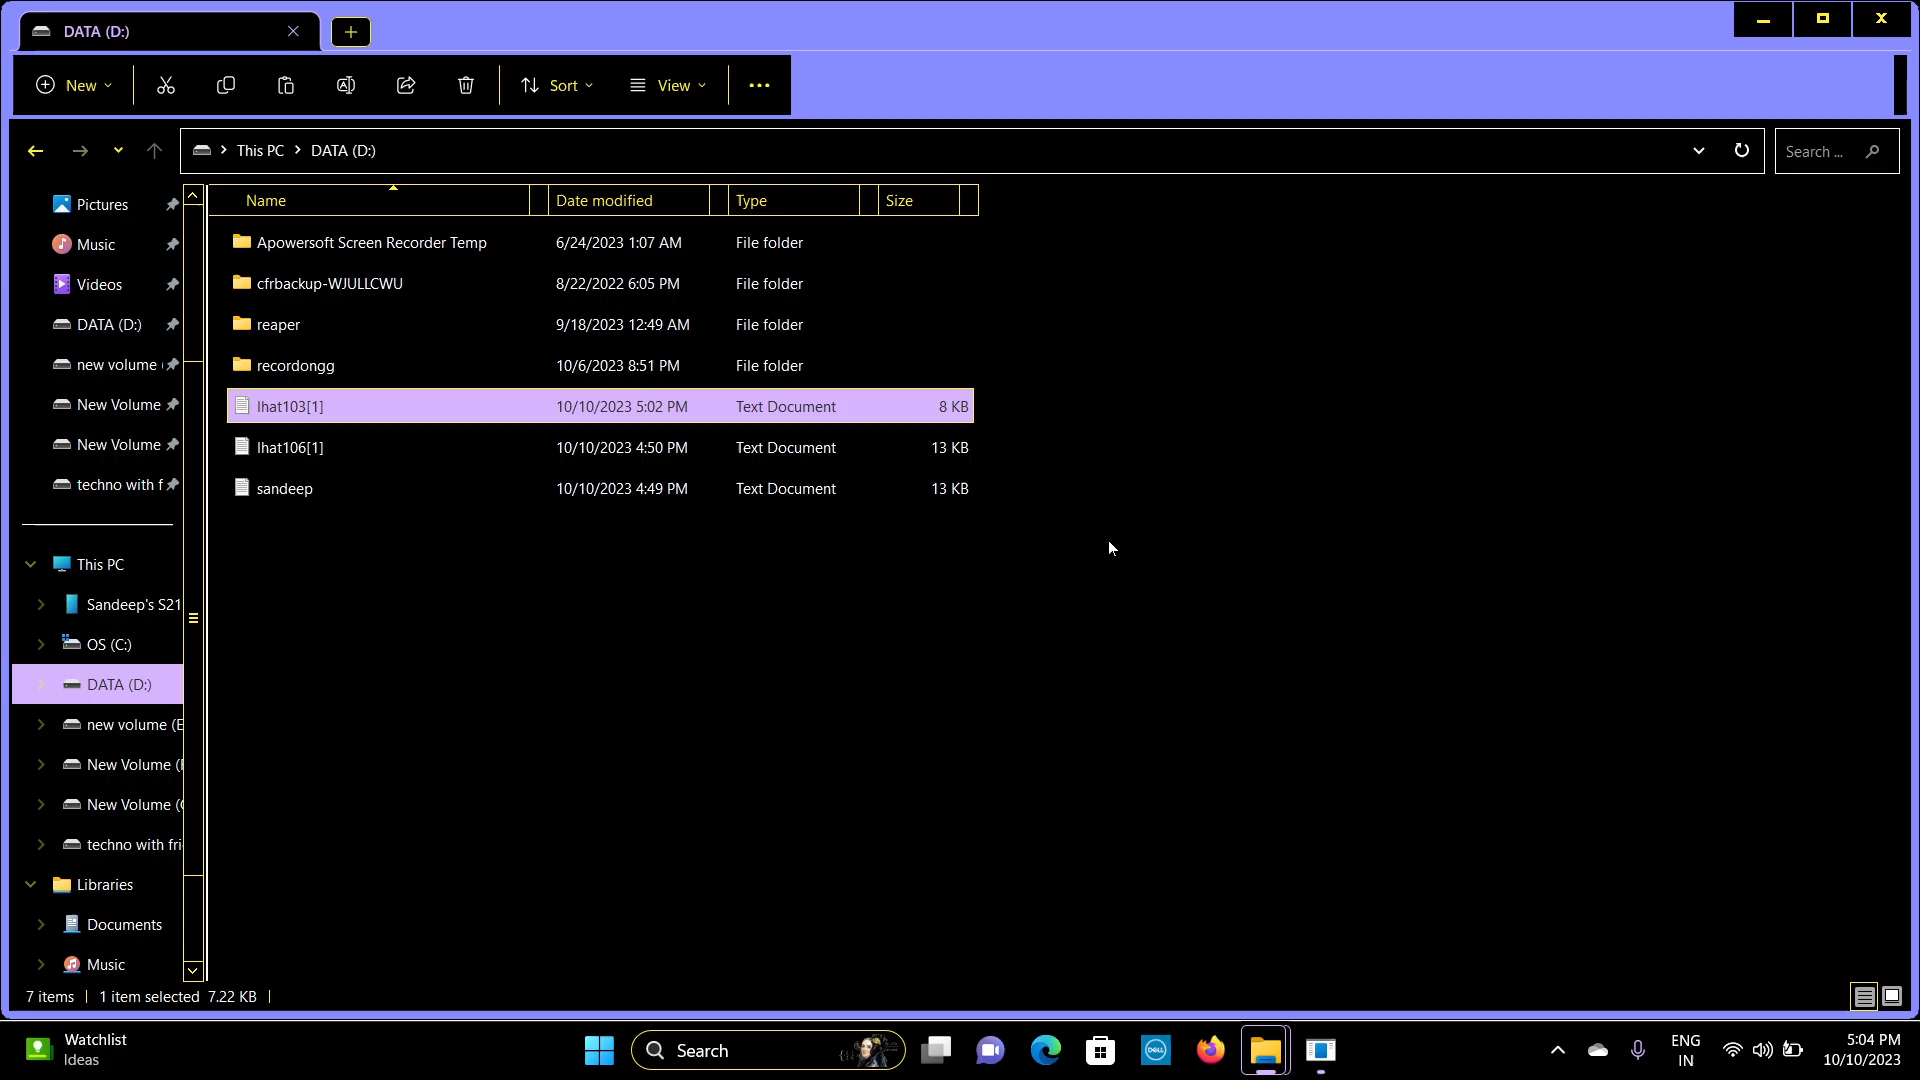 DATA (D:)
New
Sort
View
This PC > DATA (D:)
Search ...
Name Date modified Type Size
Pictures
Music
Videos
DATA (D:)
new volume
New Volume
New Volume
techno with f
This PC
Sandeep's S21
OS (C:)
DATA (D:)
new volume (E
New Volume (
New Volume (
techno with fri
Libraries
Documents
Music
Apowersoft Screen Recorder Temp 6/24/2023 1:07 AM File folder
cfrbackup-WJULLCWU 8/22/2022 6:05 PM File folder
reaper 9/18/2023 12:49 AM File folder
recordongg 10/6/2023 8:51 PM File folder
lhat103[1] 10/10/2023 5:02 PM Text Document 8 KB
lhat106[1] 10/10/2023 4:50 PM Text Document 13 KB
sandeep 10/10/2023 4:49 PM Text Document 13 KB
7 items 1 item selected 7.22 KB
Watchlist
Ideas
Search
DELL
ENG
IN
5:04 PM
10/10/2023